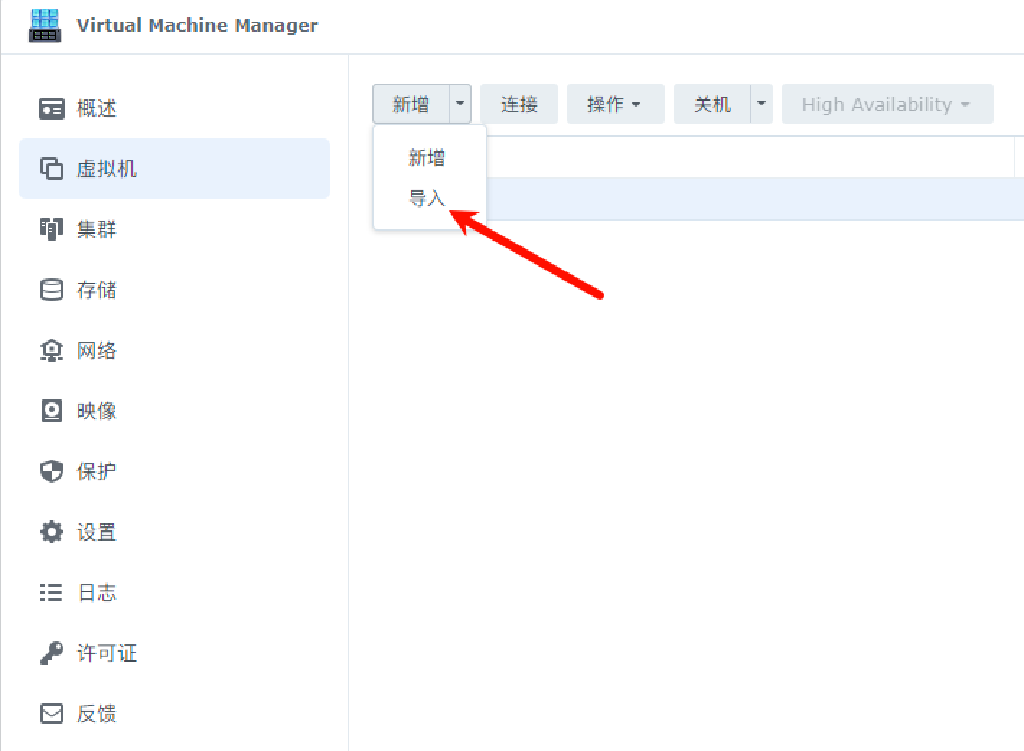 Virtual Machine Manager
概述
虚拟机
集群
存储
网络
映像
保护
设置
日志
许可证
反馈
新增 连接 操作 关机 High Availability
新增
导入